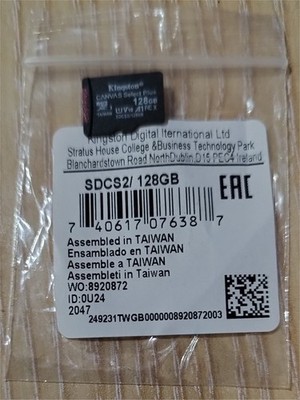 Kingston
CANVAS Select Plus
128GB
TAIWAN
Kingston Digital Iternational Ltd
Stratus House College &Business Technology Park
Blanchardstown Road NorthDublin.D15 PEC4 Ireland
SDCS2/ 128GB
EAC
7 40617 07638 7
Assembled in TAIWAN
Ensamblado en TAIWAN
Assemble a TAIWAN
Assembleti in Taiwan
WO:8920872
ID:0U24
2047
249231TWGB0000008920872003